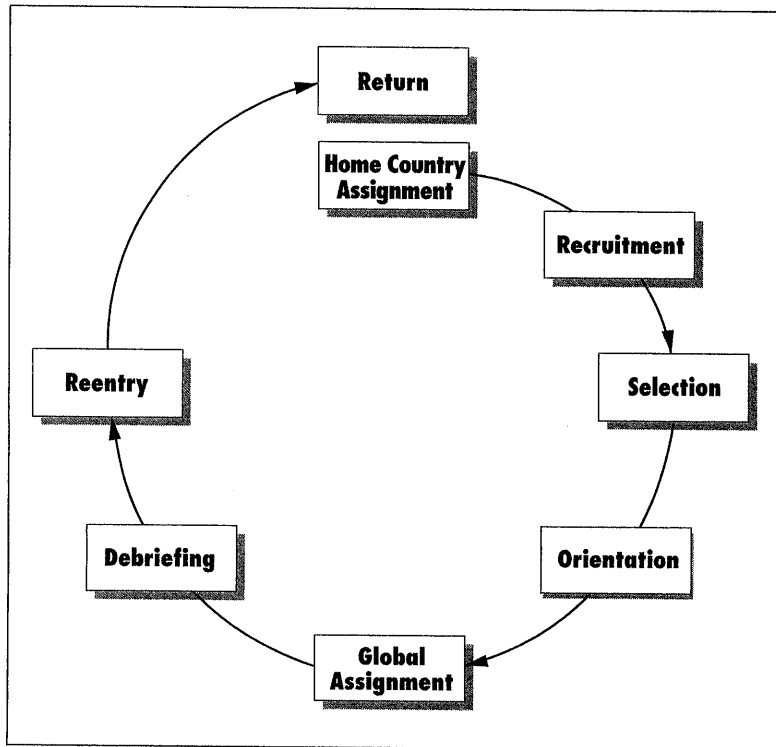 Return
Home Country
Assignment
Recruitment
Selection
Orientation
Global
Assignment
Debriefing
Reentry